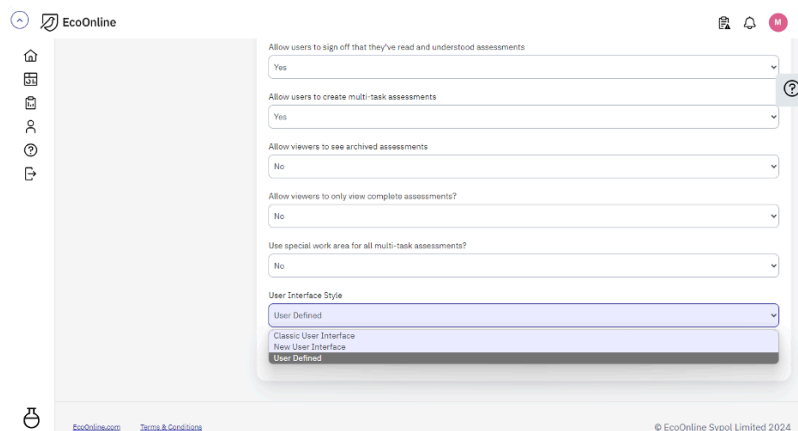 EcoOnline
M
Allow users to sign off that they've read and understood assessments
Yes
Allow users to create multi-task assessments
Yes
Allow viewers to see archived assessments
No
Allow viewers to only view complete assessments?
No
Use special work area for all multi-task assessments?
No
User Interface Style
User Defined
Classic User Interface
New User Interface
User Defined
EcoOnline.com Terms & Conditions © EcoOnline Sypol Limited 2024